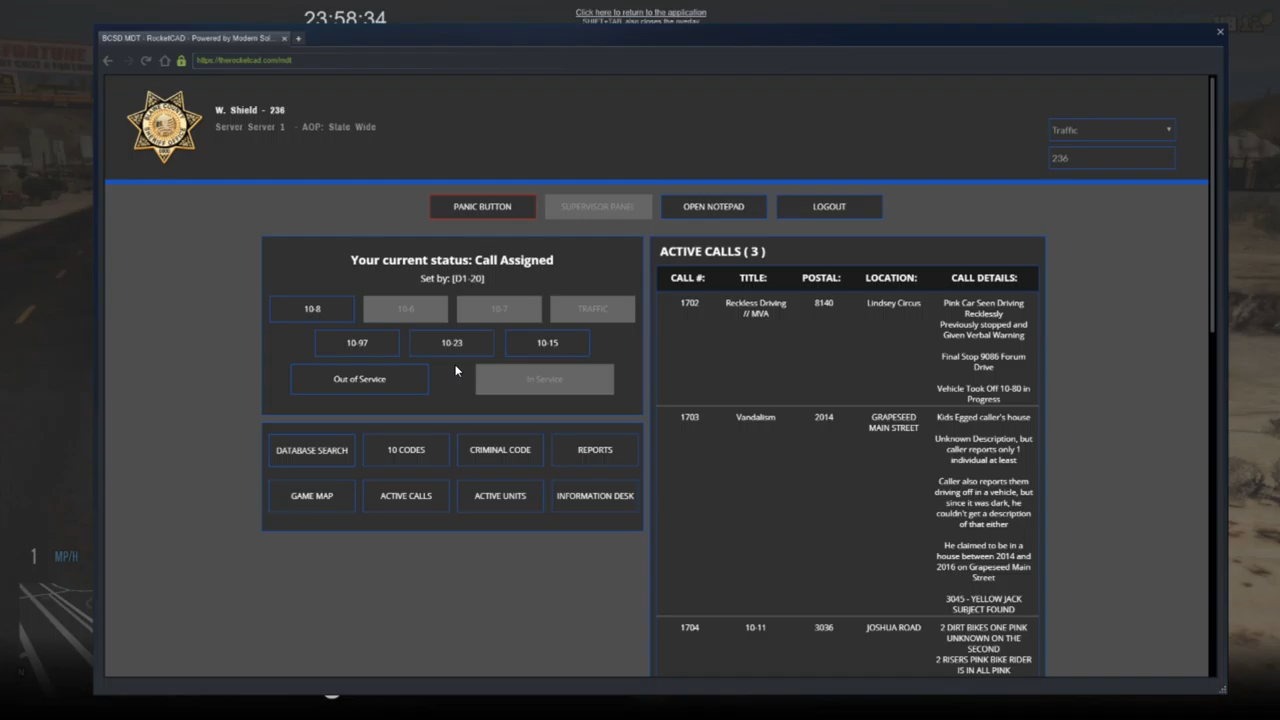 23:58:34
Click here to return to the application
SHIFT+TAB also closes the overlay
BCSD MDT - RocketCAD - Powered by Modern Sol...
https://therocketcad.com/mdt
W. Shield - 236
Server Server 1 - AOP: State Wide
Traffic
236
PANIC BUTTON
SUPERVISOR PANEL
OPEN NOTEPAD
LOGOUT
Your current status: Call Assigned
Set by: [D1-20]
10-8
10-6
10-7
TRAFFIC
10-97
10-23
10-15
Out of Service
In Service
DATABASE SEARCH
10 CODES
CRIMINAL CODE
REPORTS
GAME MAP
ACTIVE CALLS
ACTIVE UNITS
INFORMATION DESK
ACTIVE CALLS ( 3 )
CALL #: TITLE: POSTAL: LOCATION: CALL DETAILS:
1702
Reckless Driving
// MVA
8140
Lindsey Circus
Pink Car Seen Driving
Recklessly
Previously stopped and
Given Verbal Warning
Final Stop 9086 Forum
Drive
Vehicle Took Off 10-80 in
Progress
1703
Vandalism
2014
GRAPESEED
MAIN STREET
Kids Egged caller's house
Unknown Description, but
caller reports only 1
individual at least
Caller also reports them
driving off in a vehicle, but
since it was dark, he
couldn't get a description
of that either
He claimed to be in a
house between 2014 and
2016 on Grapeseed Main
Street
3045 - YELLOW JACK
SUBJECT FOUND
1704
10-11
3036
JOSHUA ROAD
2 DIRT BIKES ONE PINK
UNKNOWN ON THE
SECOND
2 RISERS PINK BIKE RIDER
IS IN ALL PINK
1 MP/H